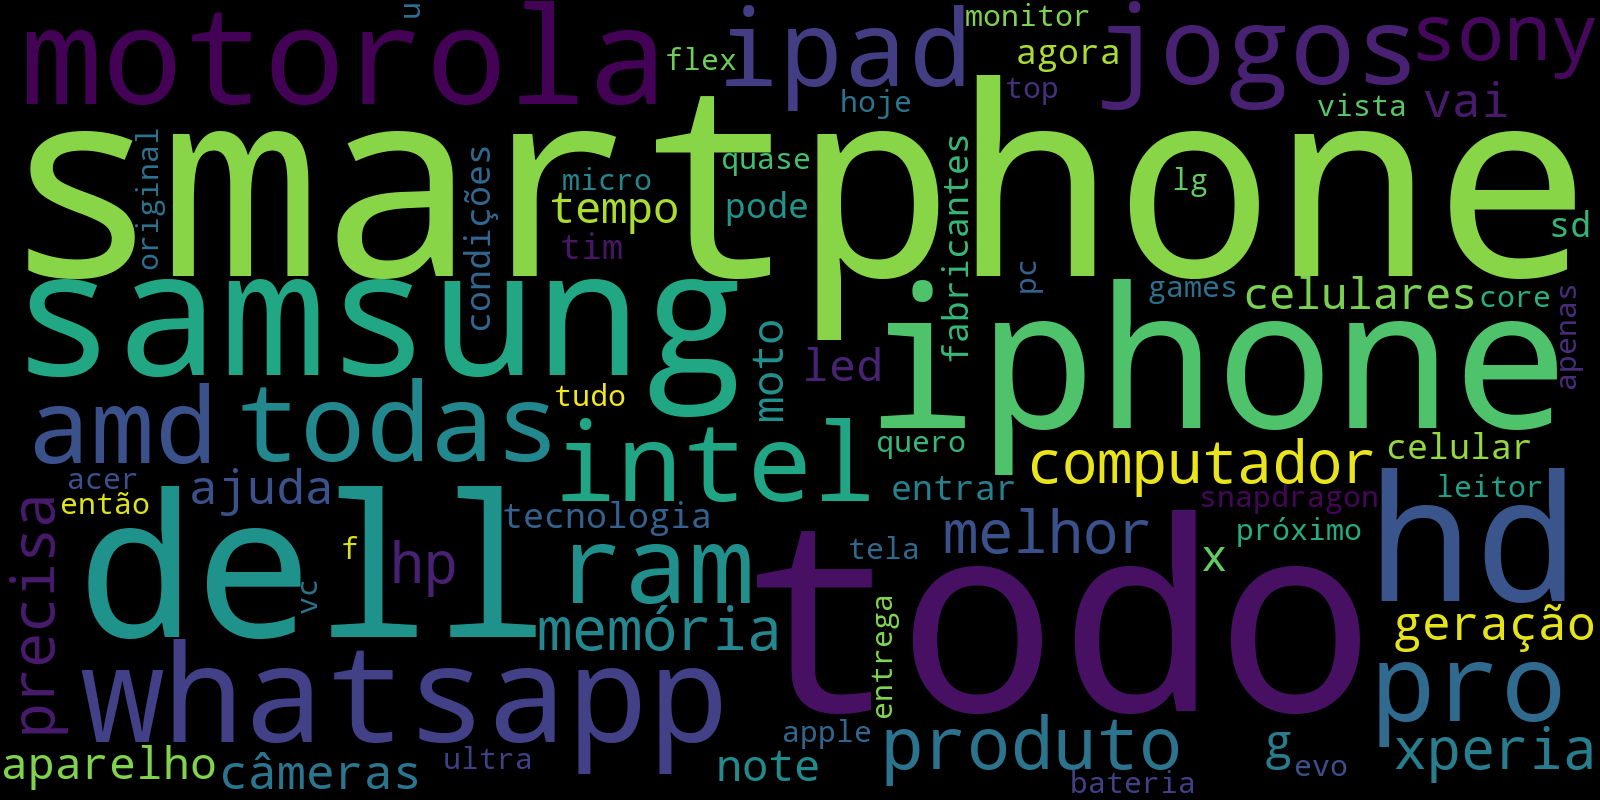 motorola
flex
ipad
u
monitor
agora
jogos
sony
hoje
top
vista
vai
smartphone
original
condições
micro
tempo
tim
quase
pode
fabricantes
lg
sd
pc
samsung
moto
led
iphone
games
celulares
core
apenas
amd
todas
tudo
intel
quero
computador
celular
acer
então
ajuda
precisa
dell
f
hp
vc
tecnologia
ram
memória
entrar
melhor
tela
snapdragon
x
próximo
leitor
hd
todo
entrega
geração
whatsapp
pro
aparelho
câmeras
ultra
note
apple
produto
bateria
g
evo
xperia